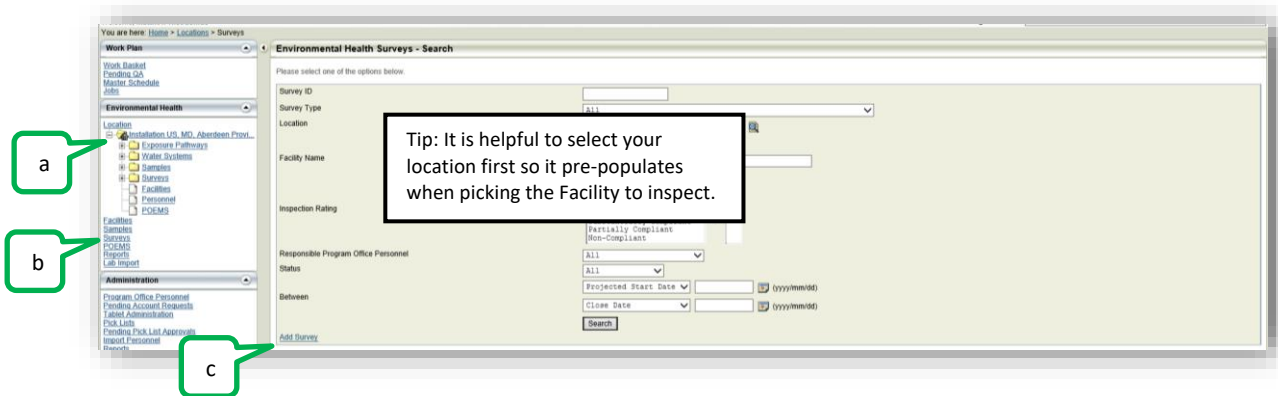 You are here: Home > Locations > Surveys
Work Plan
Work Basket
Pending QA
Master Schedule
Jobs
Environmental Health
Location
Installation US, MD, Aberdeen Provi...
Exposure Pathways
Water Systems
Samples
Surveys
Facilities
Personnel
POEMS
Facilities
Samples
Surveys
POEMS
Reports
Lab Import
Administration
Program Office Personnel
Pending Account Requests
Tablet Administration
Pick Lists
Pending Pick List Approvals
Import Personnel
Reports
a
b
c
Environmental Health Surveys - Search
Please select one of the options below.
Survey ID
Survey Type
All
Location
Facility Name
Tip: It is helpful to select your
location first so it pre-populates
when picking the Facility to inspect.
Inspection Rating
Partially Compliant
Non-Compliant
Responsible Program Office Personnel
All
Status
All
Between
Projected Start Date
(yyyy/mm/dd)
Close Date
(yyyy/mm/dd)
Search
Add Survey